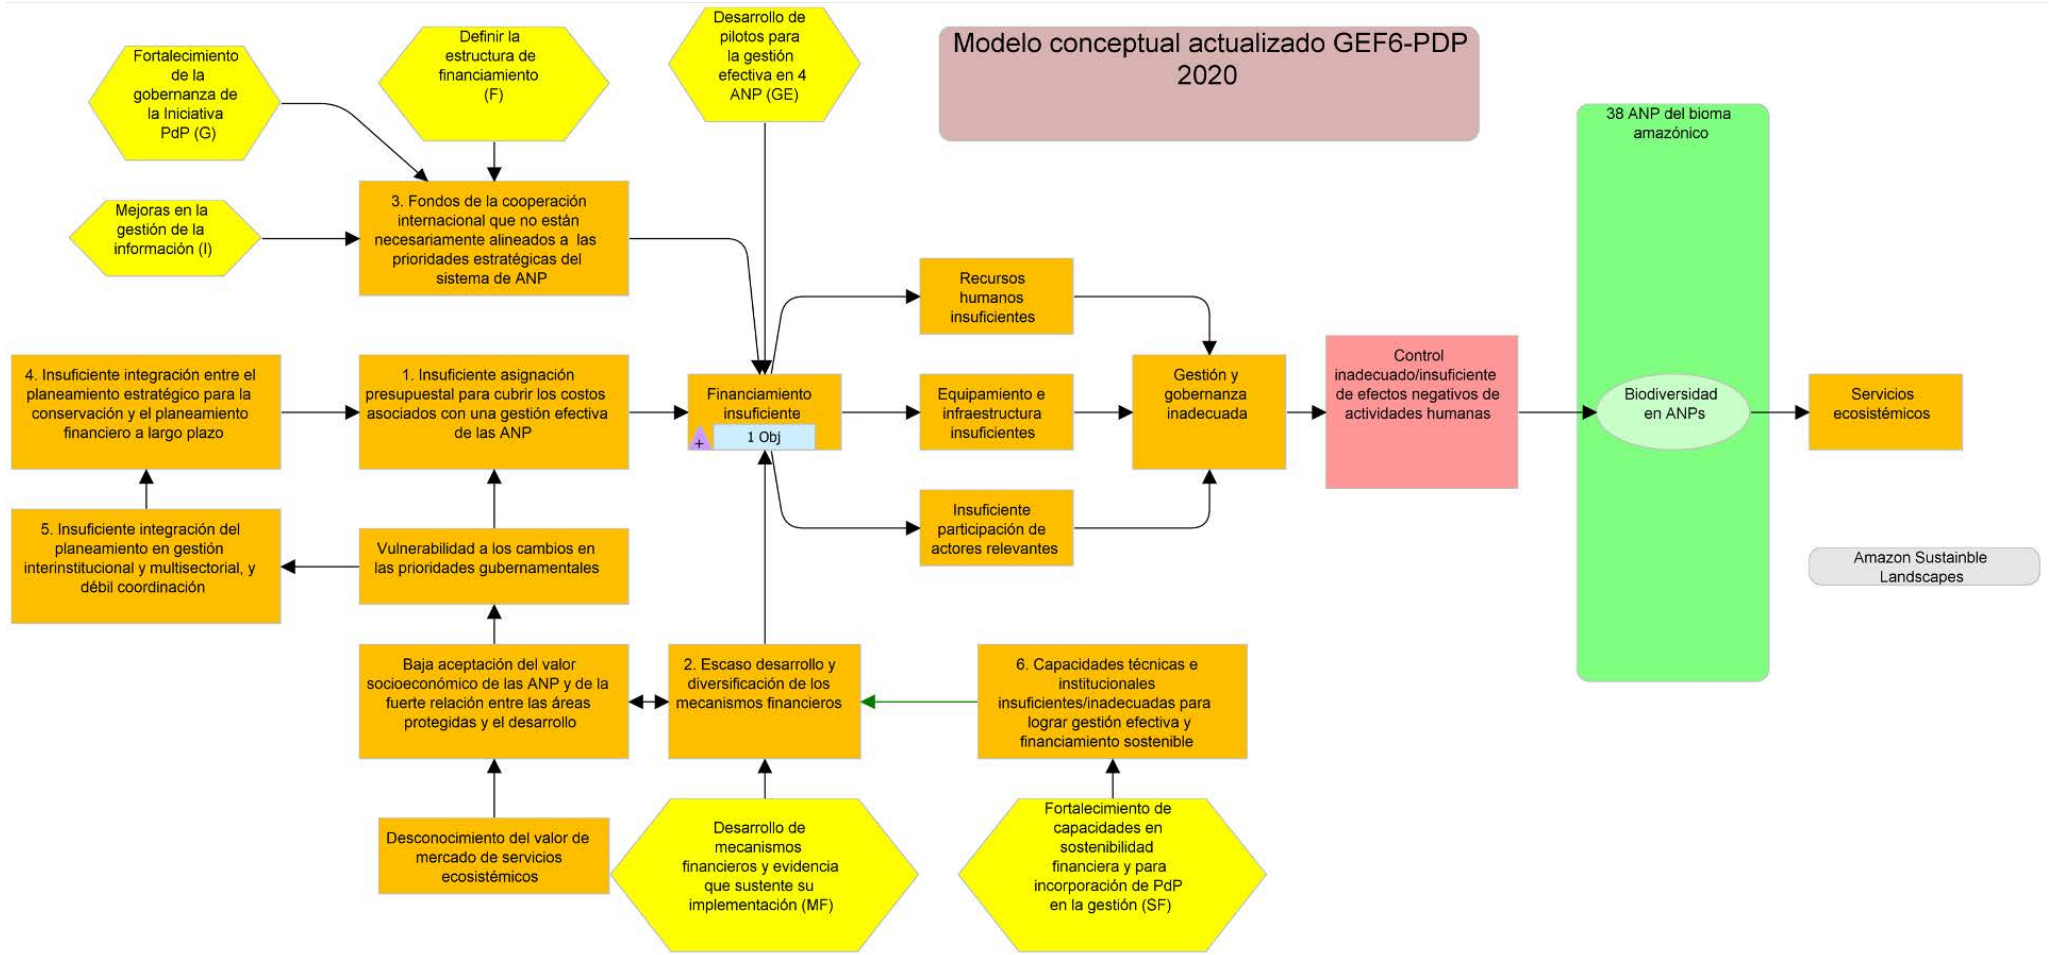 Fortalecimiento
de la
gobernanza de
la Iniciativa
PdP (G)
Definir la
estructura de
financiamiento
(F)
Desarrollo de
pilotos para
la gestión
efectiva en 4
ANP (GE)
Modelo conceptual actualizado GEF6-PDP
2020
38 ANP del bioma
amazónico
Mejoras en la
gestión de la
información (I)
3. Fondos de la cooperación
internacional que no están
necesariamente alineados a las
prioridades estratégicas del
sistema de ANP
Recursos
humanos
insuficientes
4. Insuficiente integración entre el
planeamiento estratégico para la
conservación y el planeamiento
financiero a largo plazo
1. Insuficiente asignación
presupuestal para cubrir los costos
asociados con una gestión efectiva
de las ANP
Financiamiento
insuficiente
+
1 Obj
Equipamiento e
infraestructura
insuficientes
Gestión y
gobernanza
inadecuada
Control
inadecuado/insuficiente
de efectos negativos de
actividades humanas
Biodiversidad
en ANPs
Servicios
ecosistémicos
5. Insuficiente integración del
planeamiento en gestión
interinstitucional y multisectorial, y
débil coordinación
Vulnerabilidad a los cambios en
las prioridades gubernamentales
Insuficiente
participación de
actores relevantes
Amazon Sustainble
Landscapes
Baja aceptación del valor
socioeconómico de las ANP y de la
fuerte relación entre las áreas
protegidas y el desarrollo
2. Escaso desarrollo y
diversificación de los
mecanismos financieros
6. Capacidades técnicas e
institucionales
insuficientes/inadecuadas para
lograr gestión efectiva y
financiamiento sostenible
Desconocimiento del valor de
mercado de servicios
ecosistémicos
Desarrollo de
mecanismos
financieros y evidencia
que sustente su
implementación (MF)
Fortalecimiento de
capacidades en
sostenibilidad
financiera y para
incorporación de PdP
en la gestión (SF)